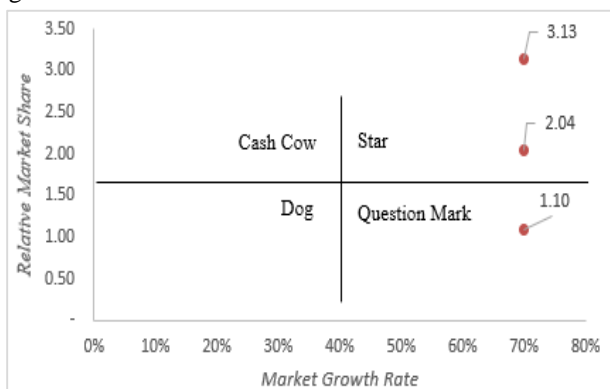 3.50
3.13
3.00
2.50
2.04
2.00
Cash Cow
Star
1.50
Dog
Question Mark
1.10
1.00
0.50
-
0% 10% 20% 30% 40% 50% 60% 70% 80%
Relative Market Share
Market Growth Rate